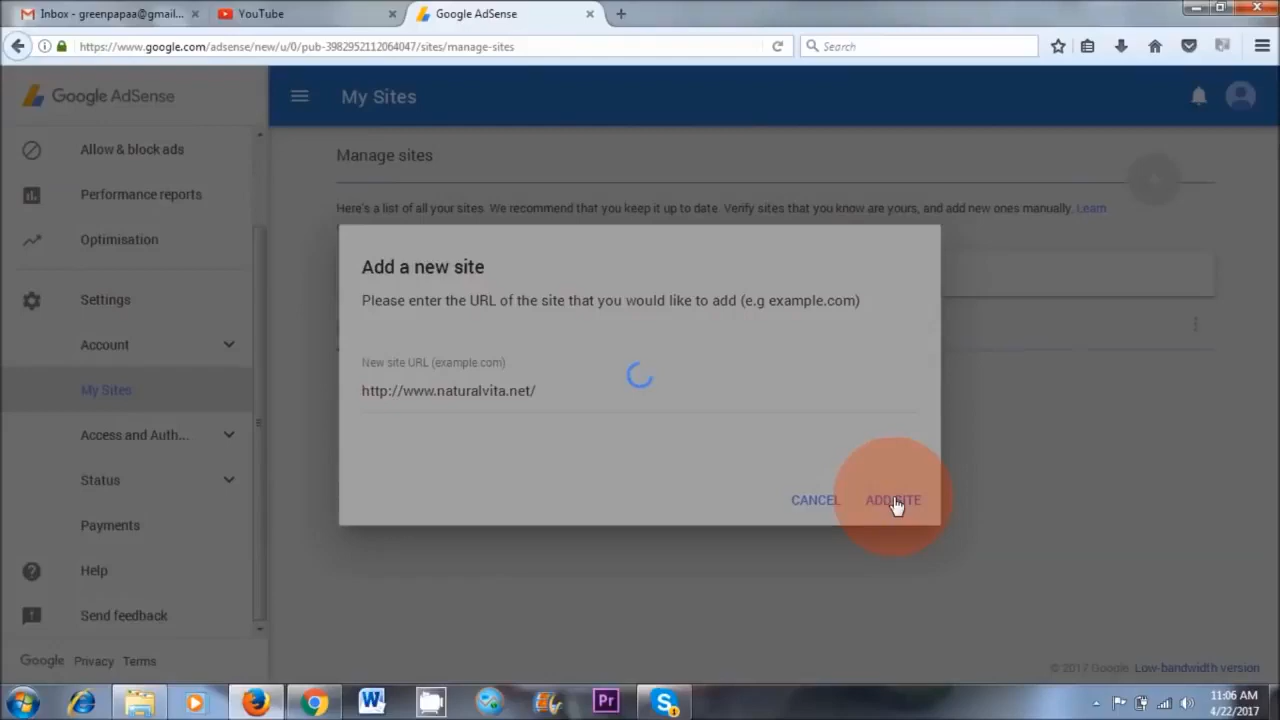 Inbox - greenpapaa@gmail...
YouTube
Google AdSense
https://www.google.com/adsense/new/u/0/pub-3982952112064047/sites/manage-sites
Search
Google AdSense
My Sites
Allow & block ads
Performance reports
Optimisation
Settings
Account
My Sites
Access and Auth...
Status
Payments
Help
Send feedback
Google Privacy Terms
Manage sites
Here's a list of all your sites. We recommend that you keep it up to date. Verify sites that you know are yours, and add new ones manually. Learn
Add a new site
Please enter the URL of the site that you would like to add (e.g example.com)
New site URL (example.com)
http://www.naturalvita.net/
CANCEL
ADD SITE
© 2017 Google Low-bandwidth version
W
Pr
S
1
11:06 AM
4/22/2017